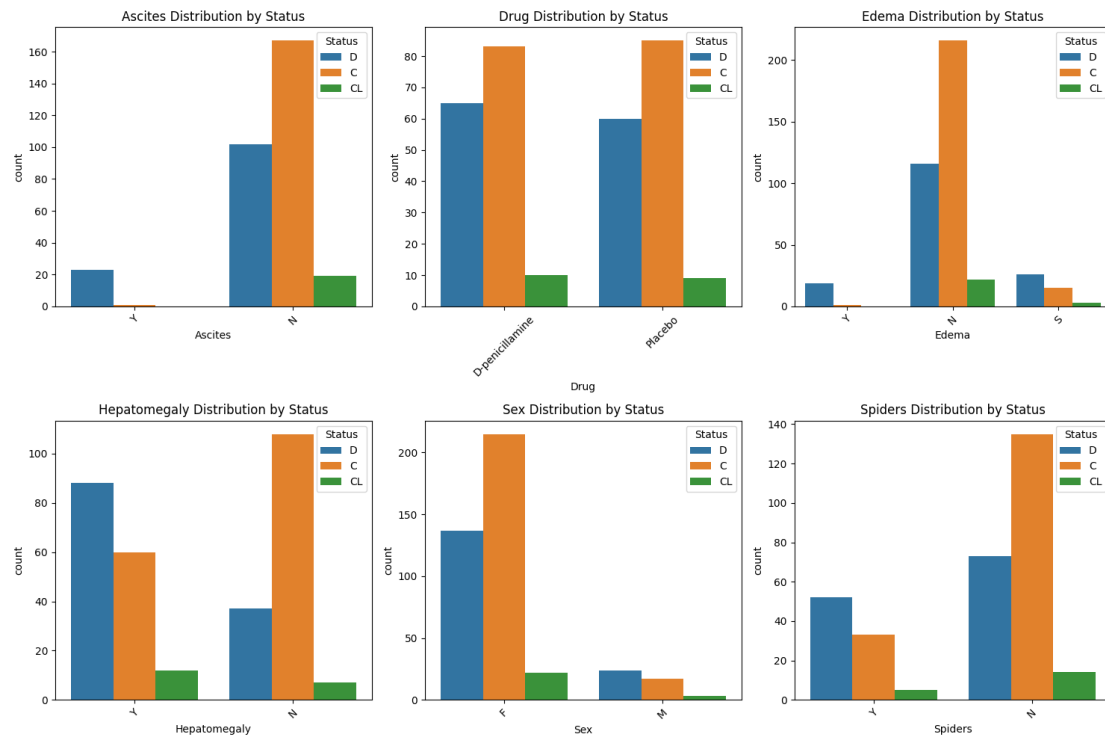 Ascites Distribution by Status
Status
D
C
CL
160
140
120
100
80
60
40
20
0
count
Y
N
Ascites
Drug Distribution by Status
Status
D
C
CL
80
70
60
50
40
30
20
10
0
count
D-penicillamine
Placebo
Drug
Edema Distribution by Status
Status
D
C
CL
200
150
100
50
0
count
Y
N
S
Edema
Hepatomegaly Distribution by Status
Status
D
C
CL
100
80
60
40
20
0
count
Y
N
Hepatomegaly
Sex Distribution by Status
Status
D
C
CL
200
150
100
50
0
count
F
M
Sex
Spiders Distribution by Status
Status
D
C
CL
140
120
100
80
60
40
20
0
count
Y
N
Spiders